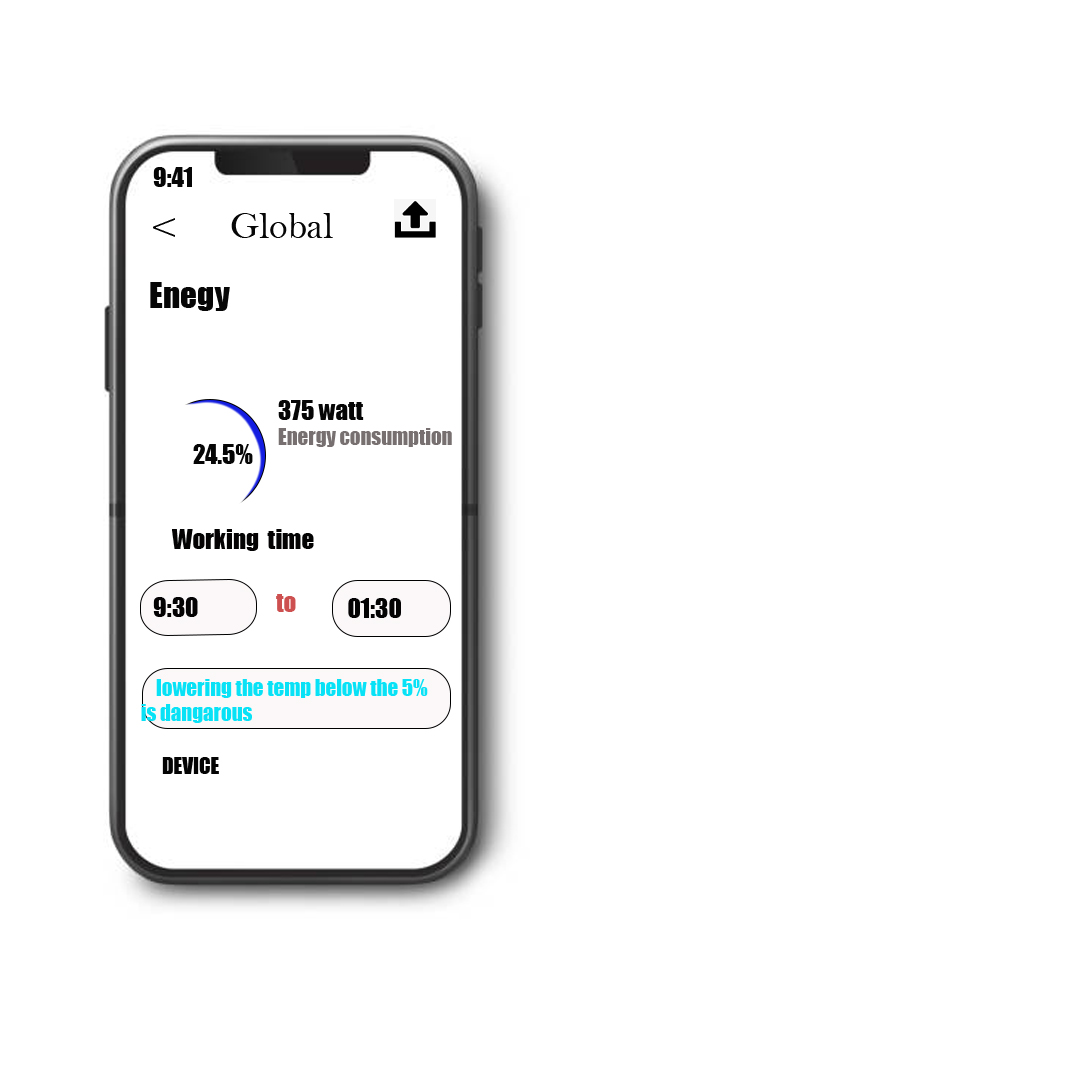 9:41
< Global
Enegy
375 watt
Energy consumption
24.5%
Working time
9:30 to 01:30
lowering the temp below the 5%
is dangarous
DEVICE